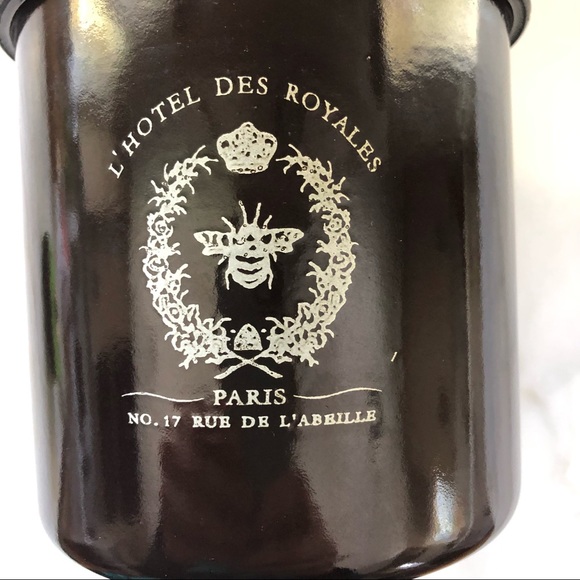 L'HOTEL DES ROYALES
PARIS
NO. 17 RUE DE L'ABEILLE